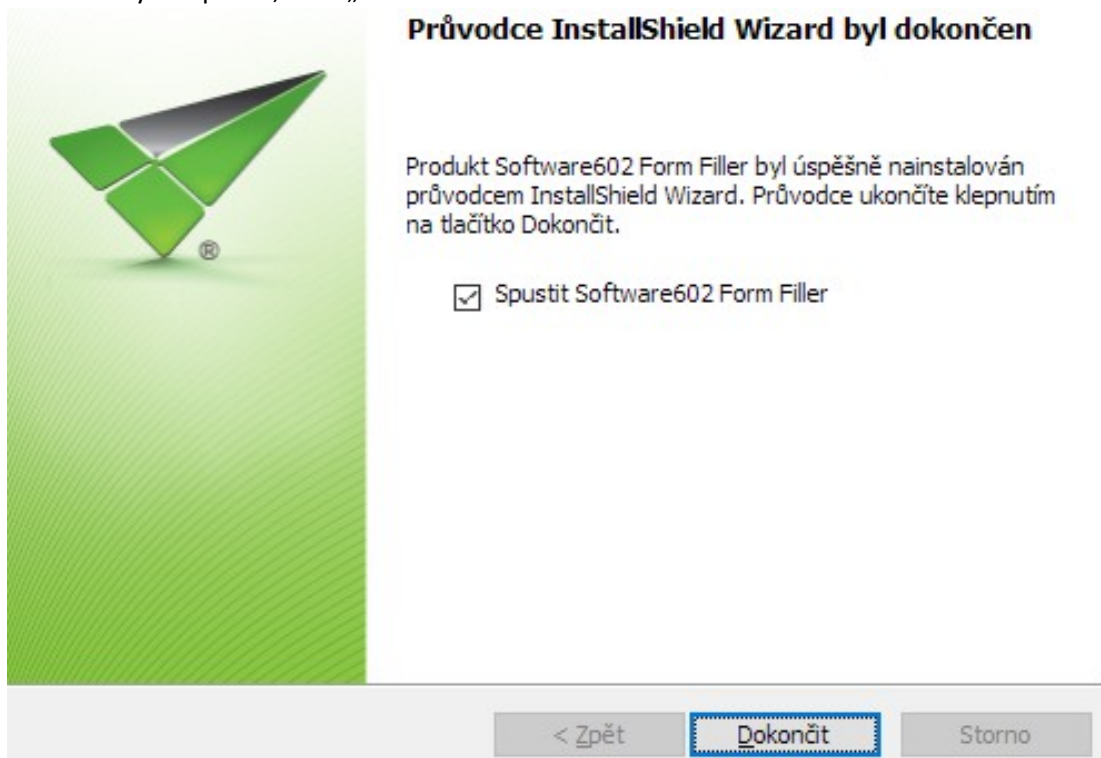 Průvodce InstallShield Wizard byl dokončen
Produkt Software602 Form Filler byl úspěšně nainstalován
průvodcem InstallShield Wizard. Průvodce ukončíte klepnutím
na tlačítko Dokončit.
Spustit Software602 Form Filler
®
< Zpět
Dokončit
Storno